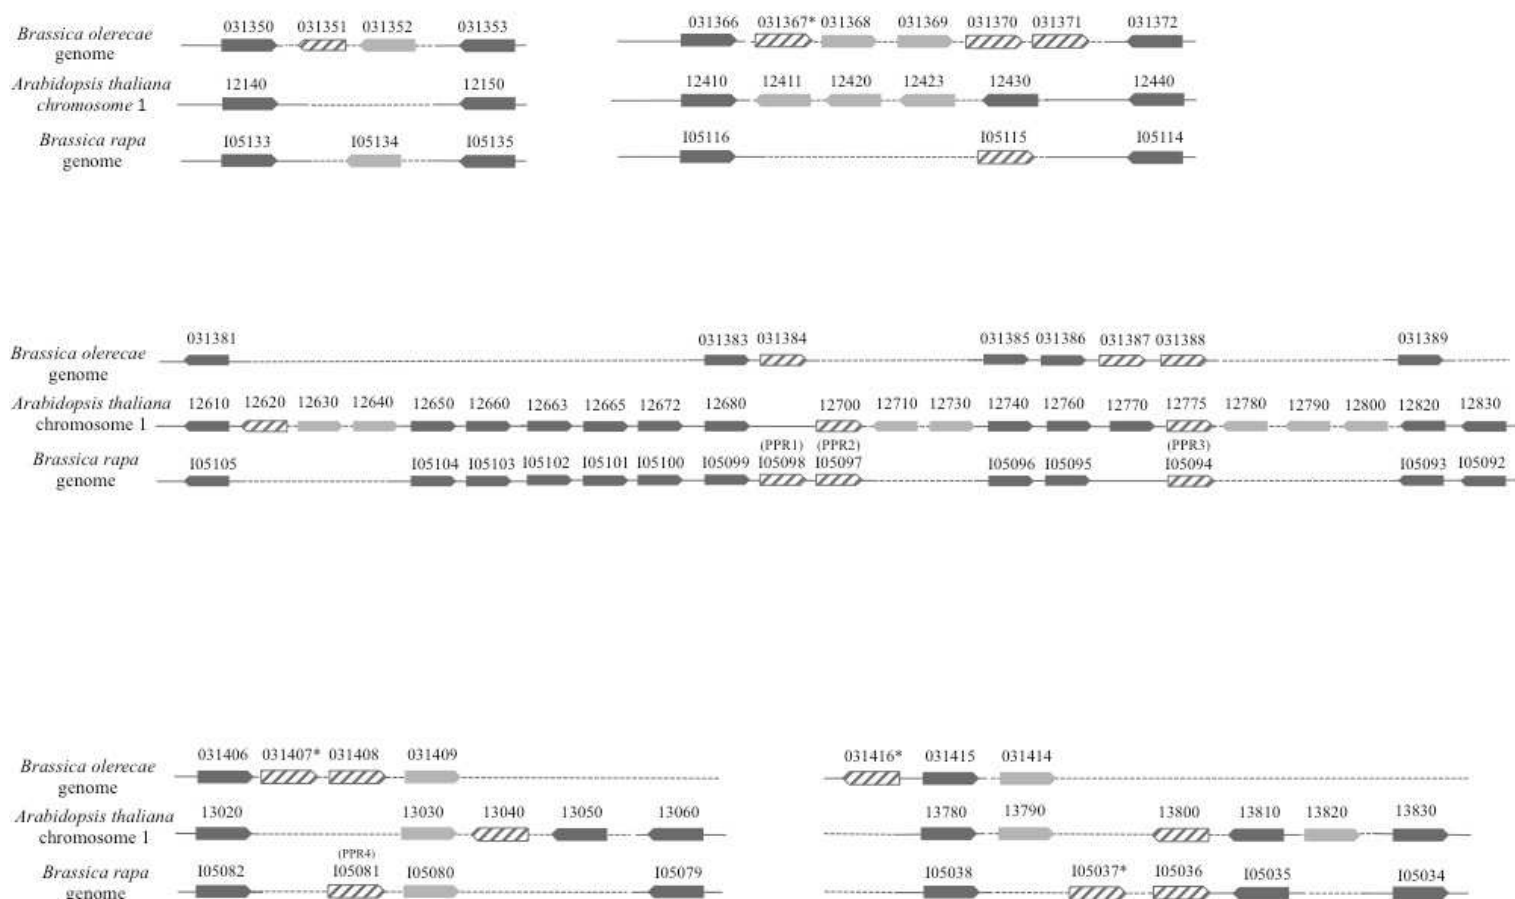 031350 031351 031352 031353 031366 031367* 031368 031369 031370 031371 031372
Brassica olerecae
genome
12140 12150 12410 12411 12420 12423 12430 12440
Arabidopsis thaliana
chromosome 1
I05133 I05134 I05135 I05116 I05115 I05114
Brassica rapa
genome
031381 031383 031384 031385 031386 031387 031388 031389
Brassica olerecae
genome
Arabidopsis thaliana 12610 12620 12630 12640 12650 12660 12663 12665 12672 12680 12700 12710 12730 12740 12760 12770 12775 12780 12790 12800 12820 12830
chromosome 1
(PPR1) (PPR2) (PPR3)
Brassica rapa I05105 I05104 I05103 I05102 I05101 I05100 I05099 I05098 I05097 I05096 I05095 I05094 I05093 I05092
genome
031406 031407* 031408 031409 031416* 031415 031414
Brassica olerecae
genome
Arabidopsis thaliana 13020 13030 13040 13050 13060 13780 13790 13800 13810 13820 13830
chromosome 1
(PPR4)
Brassica rapa I05082 I05081 I05080 I05079 I05038 I05037* I05036 I05035 I05034
genome